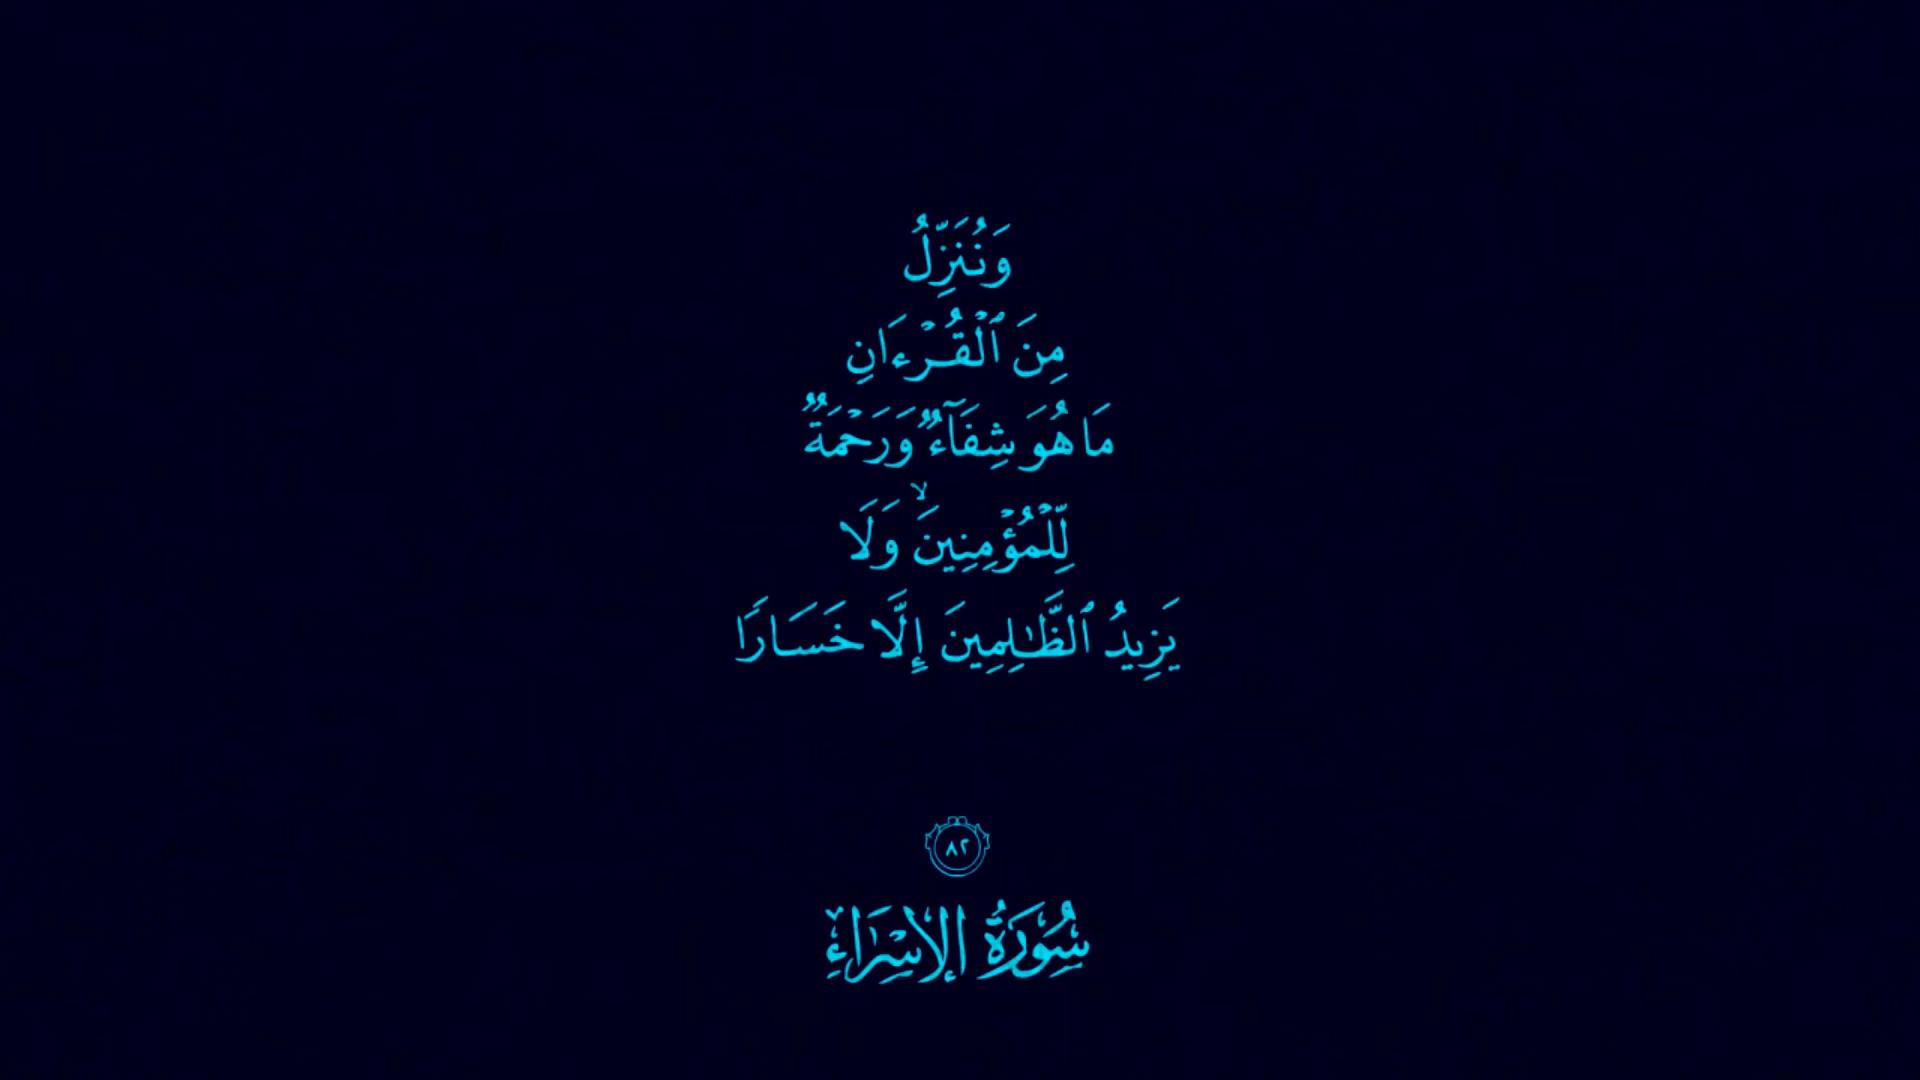 وَنُنَزِّلُ
مِنَ ٱلْقُرْءَانِ
مَا هُوَ شِفَآءٌ وَرَحْمَةٌ
لِّلْمُؤْمِنِينَ ۙ وَلَا
يَزِيدُ ٱلظَّـٰلِمِينَ إِلَّا خَسَارًا
٨٢
سُورَةُ الإِسْرَاءِ